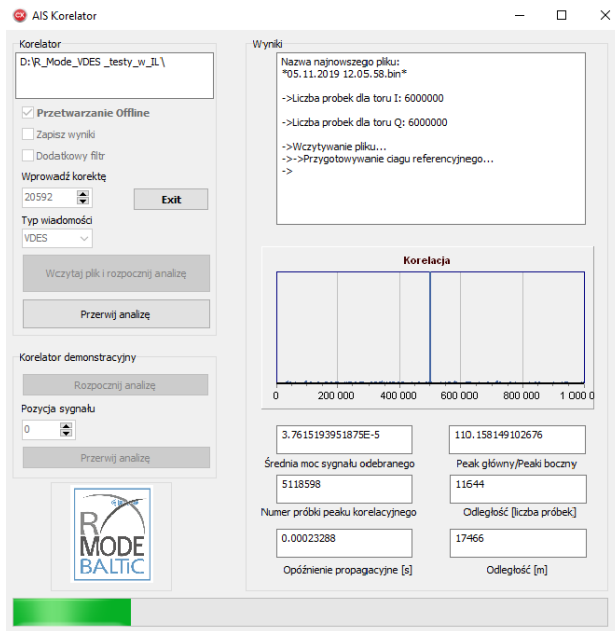 AIS Korelator
Korelator
D:\R_Mode_VDES _testy_w_IL\
Przetwarzanie Offline
Zapisz wyniki
Dodatkowy filtr
Wprowadź korektę
20592
Exit
Typ wiadomości
VDES
Wczytaj plik i rozpocznij analizę
Przerwij analizę
Korelator demonstracyjny
Rozpocznij analizę
Pozycja sygnału
0
Przerwij analizę
R
MODE
BALTIC
Wyniki
Nazwa najnowszego pliku:
*05.11.2019 12.05.58.bin*
->Liczba probek dla toru I: 6000000
->Liczba probek dla toru Q: 6000000
->Wczytywanie pliku...
->->Przygotowywanie ciagu referencyjnego...
->
Korelacja
0 200 000 400 000 600 000 800 000 1 000 0
3.7615193951875E-5
110.158149102676
Średnia moc sygnału odebranego
Peak główny/Peaki boczny
5118598
11644
Numer próbki peaku korelacyjnego
Odległość [liczba próbek]
0.00023288
17466
Opóźnienie propagacyjne [s]
Odległość [m]